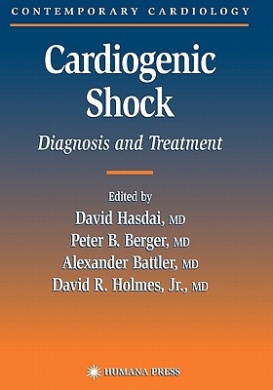 CONTEMPORARY CARDIOLOGY
Cardiogenic
Shock
Diagnosis and Treatment
Edited by
David Hasdai, MD
Peter B. Berger, MD
Alexander Battler, MD
David R. Holmes, Jr., MD
HUMANA PRESS